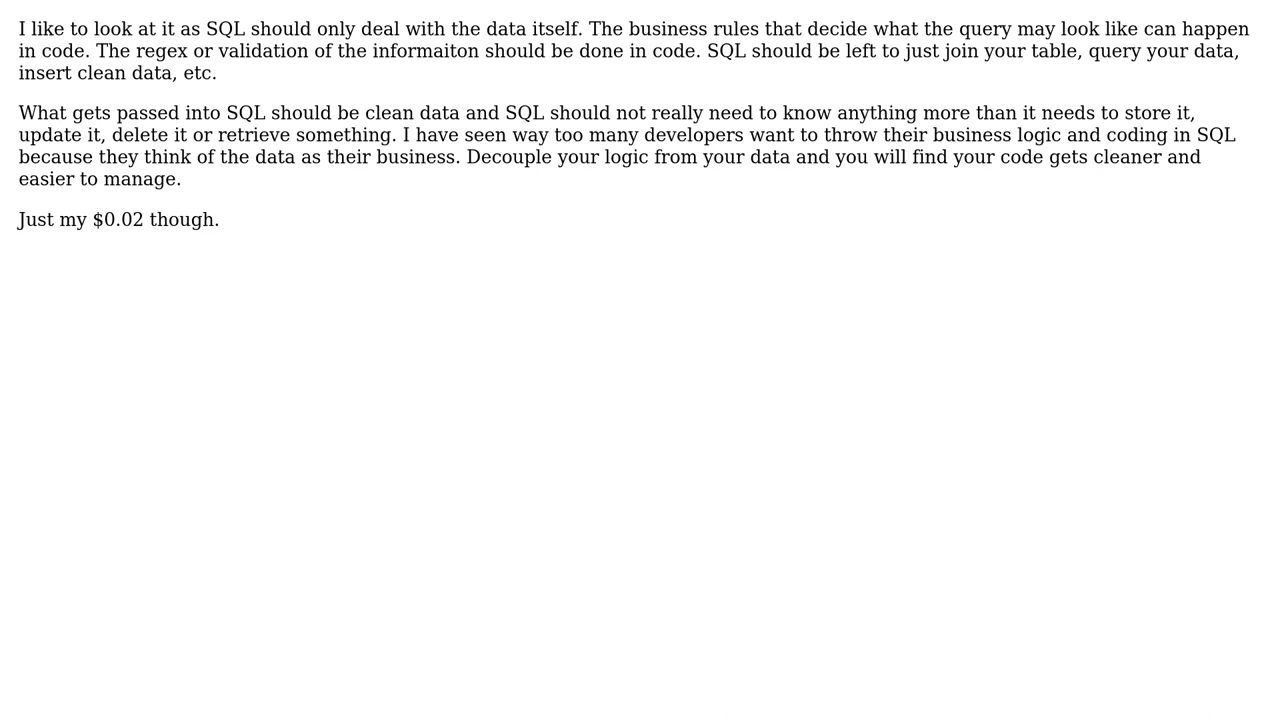 I like to look at it as SQL should only deal with the data itself. The business rules that decide what the query may look like can happen
in code. The regex or validation of the informaiton should be done in code. SQL should be left to just join your table, query your data,
insert clean data, etc.
What gets passed into SQL should be clean data and SQL should not really need to know anything more than it needs to store it,
update it, delete it or retrieve something. I have seen way too many developers want to throw their business logic and coding in SQL
because they think of the data as their business. Decouple your logic from your data and you will find your code gets cleaner and
easier to manage.
Just my $0.02 though.